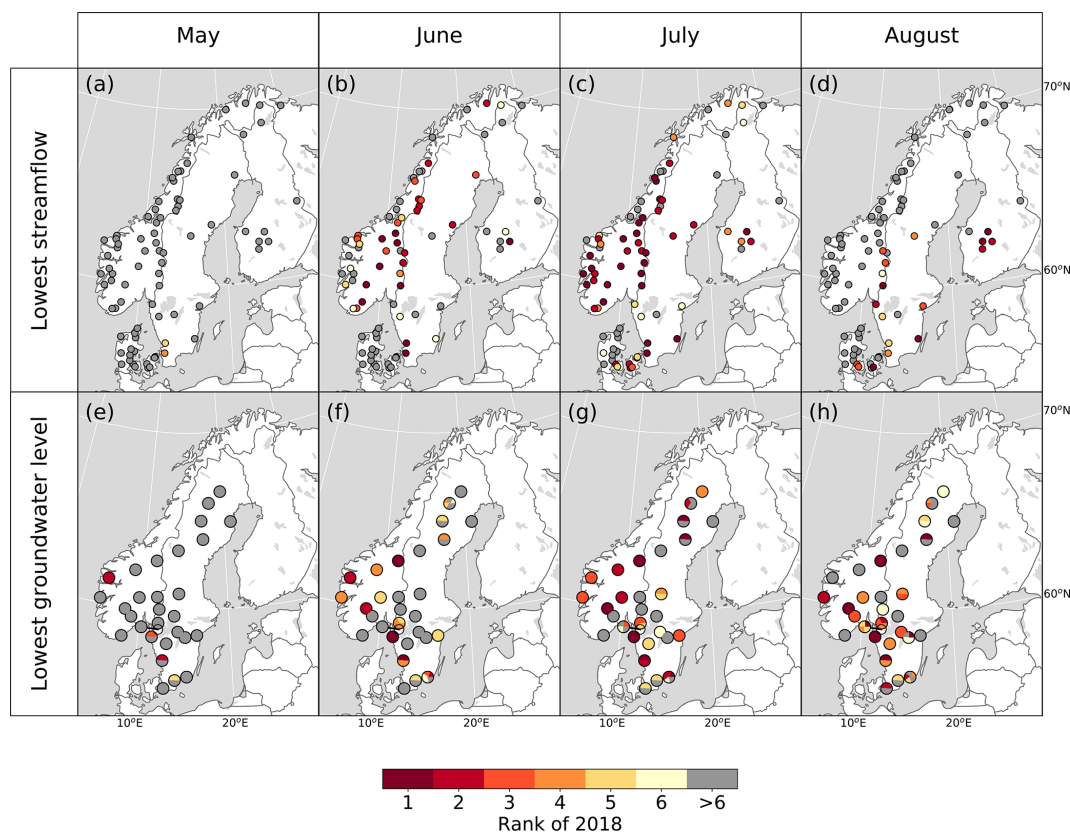 May June July August
Lowest streamflow
(a) (b) (c) (d)
70°N
60°N
Lowest groundwater level
(e) (f) (g) (h)
70°N
60°N
10°E 20°E 10°E 20°E 10°E 20°E 10°E 20°E
1 2 3 4 5 6 >6
Rank of 2018